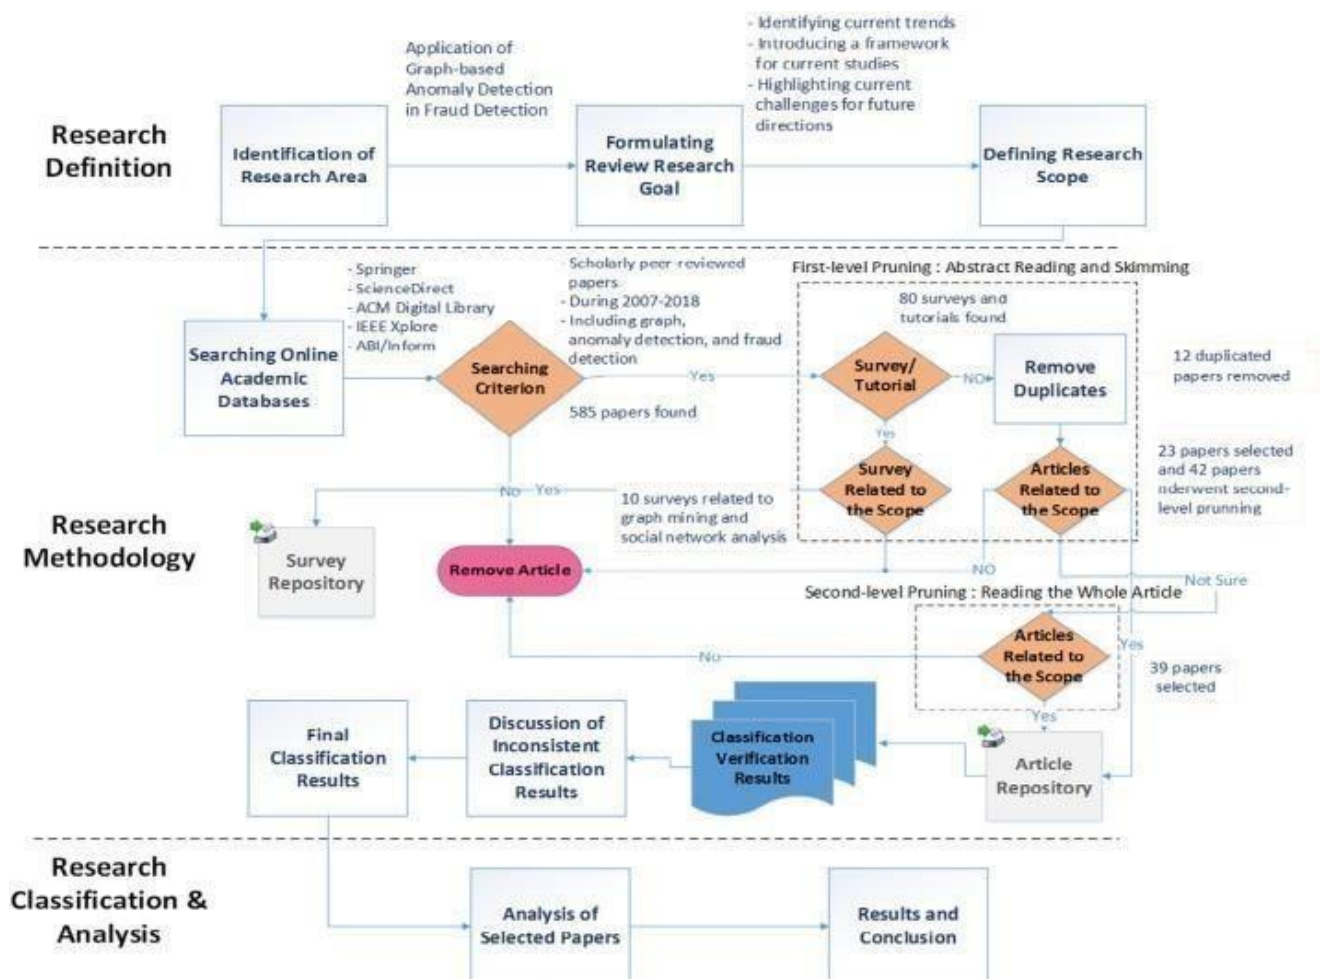 Application of
Graph-based
Anomaly Detection
in Fraud Detection
- Identifying current trends
- Introducing a framework
for current studies
- Highlighting current
challenges for future
directions
Research
Definition
Identification of
Research Area
Formulating
Review Research
Goal
Defining Research
Scope
- Springer
- ScienceDirect
- ACM Digital Library
- IEEE Xplore
- ABI/Inform
- Scholarly peer-reviewed
papers
- During 2007-2018
- Including graph,
anomaly detection, and fraud
detection
First-level Pruning : Abstract Reading and Skimming
80 surveys and
tutorials found
Searching Online
Academic
Databases
Searching
Criterion
Yes
585 papers found
Survey/
Tutorial
NO
Remove
Duplicates
12 duplicated
papers removed
Yes
Survey
Related to
the Scope
Articles
Related to
the Scope
23 papers selected
and 42 papers
nderwent second-
level prunning
Research
Methodology
No
Yes
10 surveys related to
graph mining and
social network analysis
Survey
Repository
Remove Article
NO
Not Sure
Second-level Pruning : Reading the Whole Article
No
Articles
Related to
the Scope
Yes
39 papers
selected
Yes
Final
Classification
Results
Discussion of
Inconsistent
Classification
Results
Classification
Verification
Results
Article
Repository
Research
Classification &
Analysis
Analysis of
Selected Papers
Results and
Conclusion